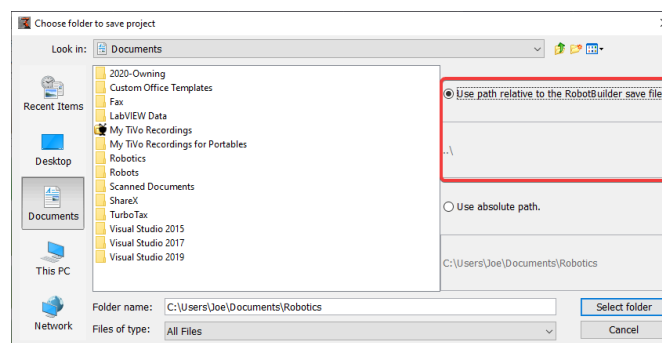 Choose folder to save project
Look in: Documents
Recent Items
Desktop
Documents
This PC
Network
2020-Owning
Custom Office Templates
Fax
LabVIEW Data
My TiVo Recordings
My TiVo Recordings for Portables
Robotics
Robots
Scanned Documents
ShareX
TurboTax
Visual Studio 2015
Visual Studio 2017
Visual Studio 2019
Use path relative to the RobotBuilder save file
..\
Use absolute path.
C:\Users\Joe\Documents\Robotics
Folder name: C:\Users\Joe\Documents\Robotics
Select folder
Files of type: All Files
Cancel